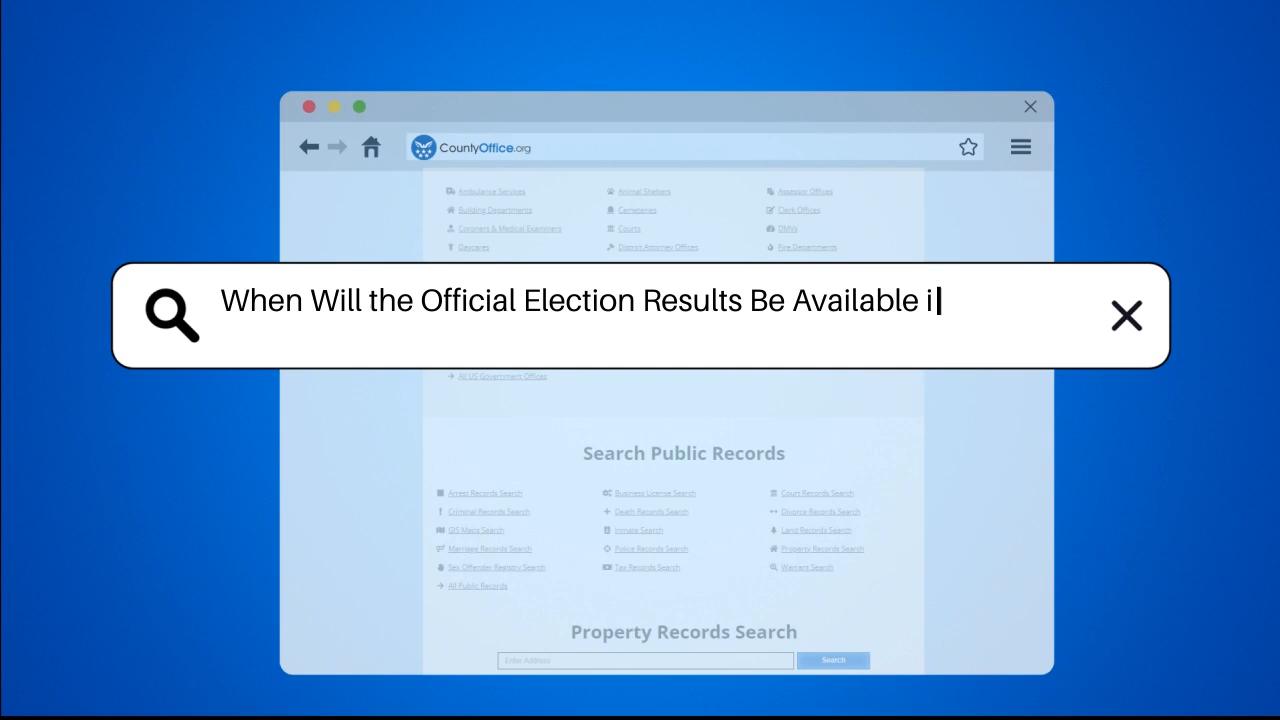 CountyOffice.org
Ambulance Services
Animal Shelters
Assessor Offices
Building Departments
Cemeteries
Clerk Offices
Coroners & Medical Examiners
Courts
DMVs
Daycares
District Attorney Offices
Fire Departments
When Will the Official Election Results Be Available i
All US Government Offices
Search Public Records
Arrest Records Search
Business License Search
Court Records Search
Criminal Records Search
Death Records Search
Divorce Records Search
GIS Maps Search
Inmate Search
Land Records Search
Marriage Records Search
Police Records Search
Property Records Search
Sex Offender Registry Search
Tax Records Search
Warrant Search
All Public Records
Property Records Search
Enter Address
Search